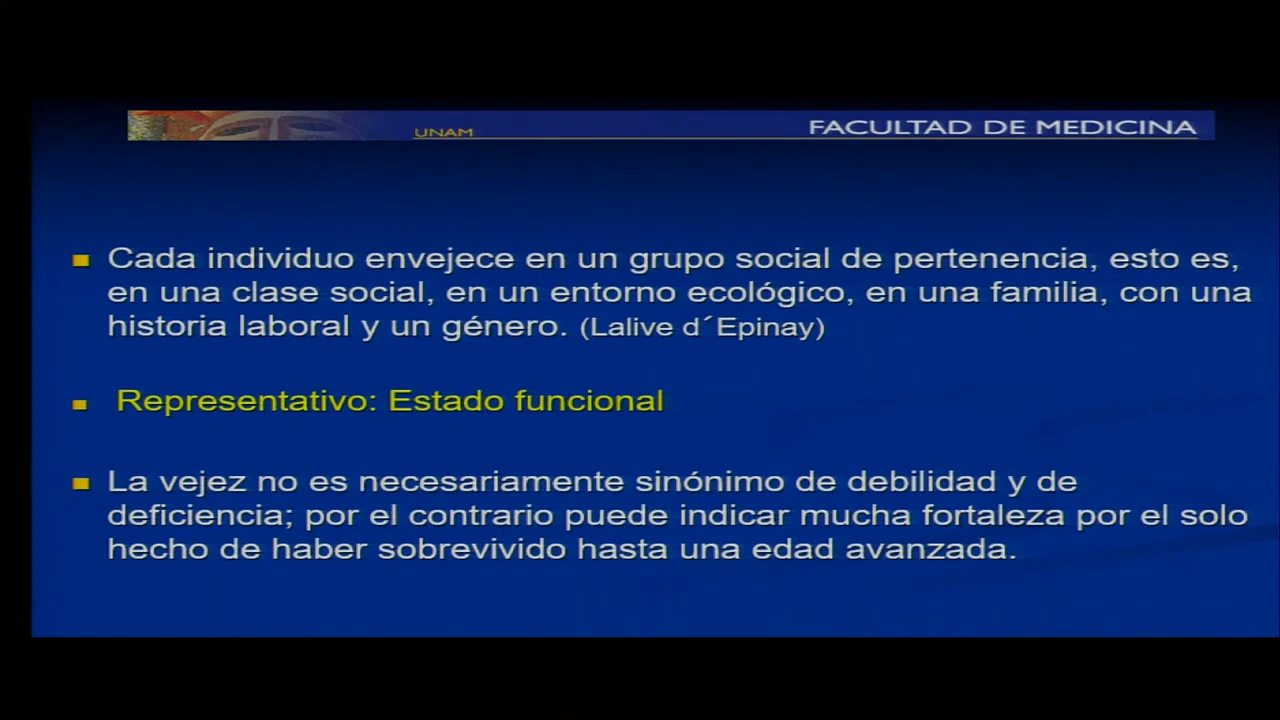 UNAM
FACULTAD DE MEDICINA
Cada individuo envejece en un grupo social de pertenencia, esto es,
en una clase social, en un entorno ecológico, en una familia, con una
historia laboral y un género. (Lalive d´Epinay)
Representativo: Estado funcional
La vejez no es necesariamente sinónimo de debilidad y de
deficiencia; por el contrario puede indicar mucha fortaleza por el solo
hecho de haber sobrevivido hasta una edad avanzada.